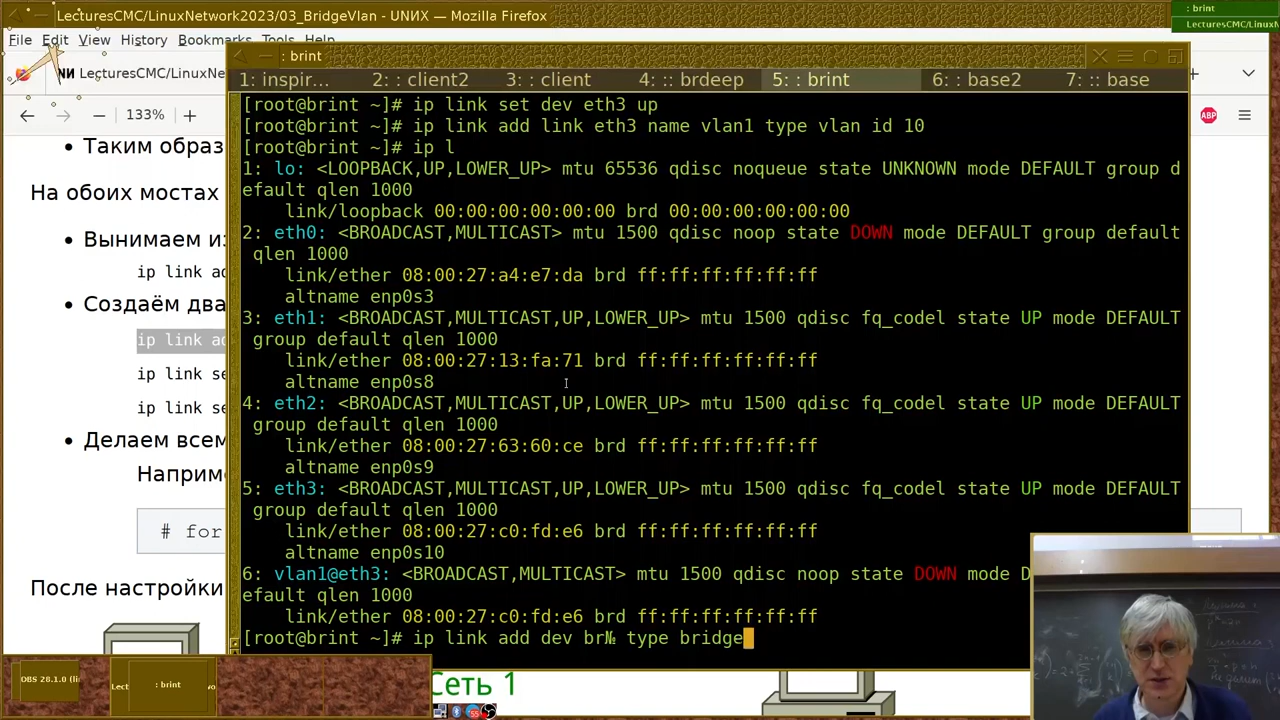 LecturesCMC/LinuxNetwork2023/03_BridgeVlan - UNИX — Mozilla Firefox
: brint
LecturesCMC/LinuxN
File Edit View History Bookmarks Tools Help
: brint
LecturesCMC/LinuxNe
1: inspir... 2: : client2 3: : client 4: :: brdeep 5: : brint 6: : base2 7: :: base
133%
ABP
[root@brint ~]# ip link set dev eth3 up
[root@brint ~]# ip link add link eth3 name vlan1 type vlan id 10
[root@brint ~]# ip l
1: lo: <LOOPBACK,UP,LOWER_UP> mtu 65536 qdisc noqueue state UNKNOWN mode DEFAULT group d
efault qlen 1000
link/loopback 00:00:00:00:00:00 brd 00:00:00:00:00:00
2: eth0: <BROADCAST,MULTICAST> mtu 1500 qdisc noop state DOWN mode DEFAULT group default
qlen 1000
link/ether 08:00:27:a4:e7:da brd ff:ff:ff:ff:ff:ff
altname enp0s3
3: eth1: <BROADCAST,MULTICAST,UP,LOWER_UP> mtu 1500 qdisc fq_codel state UP mode DEFAULT
group default qlen 1000
link/ether 08:00:27:13:fa:71 brd ff:ff:ff:ff:ff:ff
altname enp0s8
4: eth2: <BROADCAST,MULTICAST,UP,LOWER_UP> mtu 1500 qdisc fq_codel state UP mode DEFAULT
group default qlen 1000
link/ether 08:00:27:63:60:ce brd ff:ff:ff:ff:ff:ff
altname enp0s9
5: eth3: <BROADCAST,MULTICAST,UP,LOWER_UP> mtu 1500 qdisc fq_codel state UP mode DEFAULT
group default qlen 1000
link/ether 08:00:27:c0:fd:e6 brd ff:ff:ff:ff:ff:ff
altname enp0s10
6: vlan1@eth3: <BROADCAST,MULTICAST> mtu 1500 qdisc noop state DOWN mode D
efault qlen 1000
link/ether 08:00:27:c0:fd:e6 brd ff:ff:ff:ff:ff:ff
[root@brint ~]# ip link add dev br№ type bridge
Таким образ
На обоих мостах
Вынимаем из
ip link ad
Создаём два
ip link ad
ip link se
ip link se
Делаем всем
Наприме
# for
После настройки
OBS 28.1.0 (li
Lect
: brint
Сеть 1